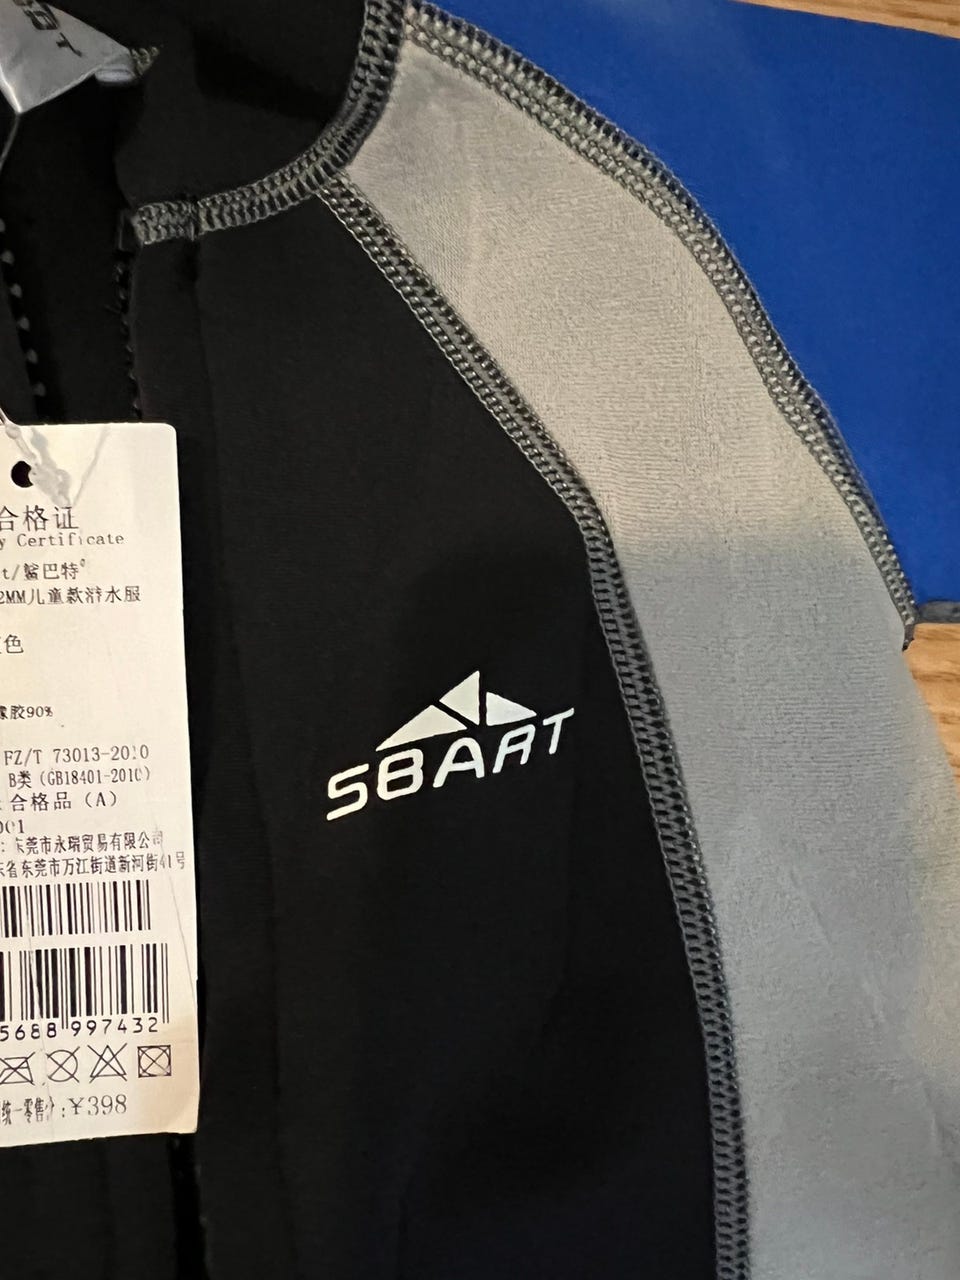 SBART
合格证
y Certificate
t/鲨巴特
2MM儿童款潜水服
色
橡胶90%
FZ/T 73013-2010
B类（GB18401-2010）
合格品（A）
001
：东莞市永瑞贸易有限公司
东省东莞市万江街道新河街41号
5688 997432
统一零售价:¥398